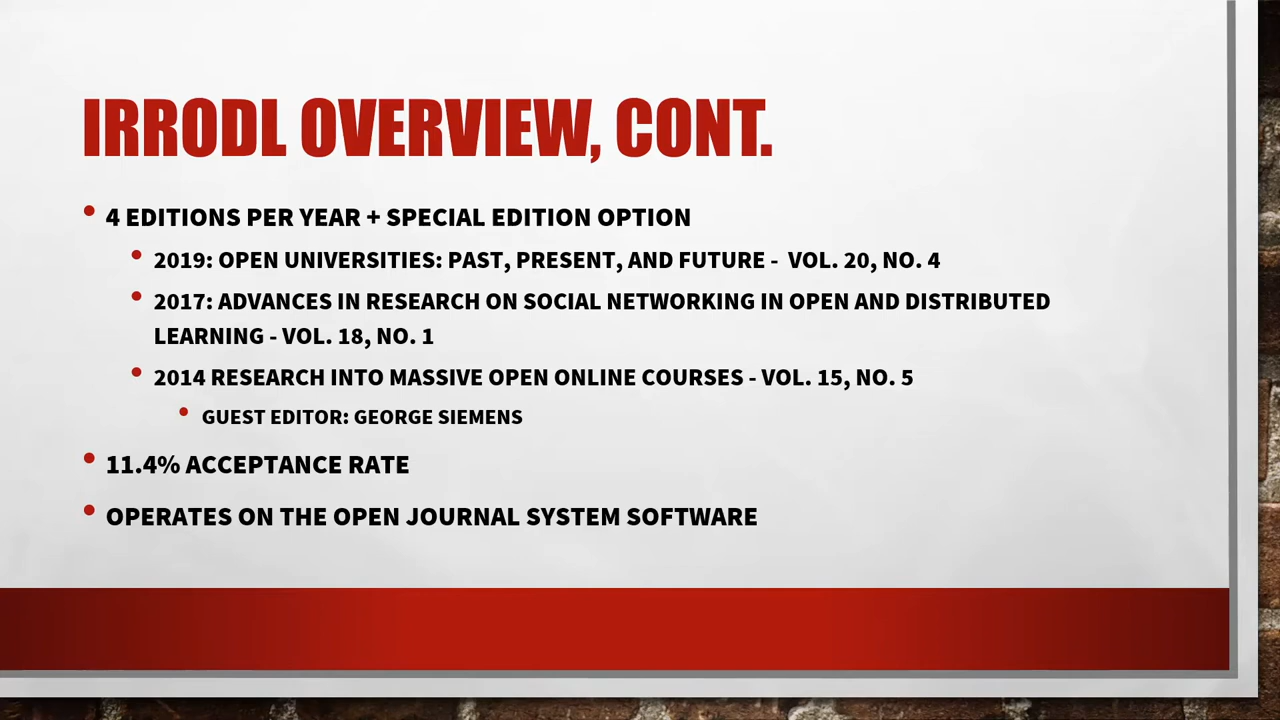 IRRODL OVERVIEW, CONT.
• 4 EDITIONS PER YEAR + SPECIAL EDITION OPTION
• 2019: OPEN UNIVERSITIES: PAST, PRESENT, AND FUTURE - VOL. 20, NO. 4
• 2017: ADVANCES IN RESEARCH ON SOCIAL NETWORKING IN OPEN AND DISTRIBUTED
LEARNING - VOL. 18, NO. 1
• 2014 RESEARCH INTO MASSIVE OPEN ONLINE COURSES - VOL. 15, NO. 5
• GUEST EDITOR: GEORGE SIEMENS
• 11.4% ACCEPTANCE RATE
• OPERATES ON THE OPEN JOURNAL SYSTEM SOFTWARE